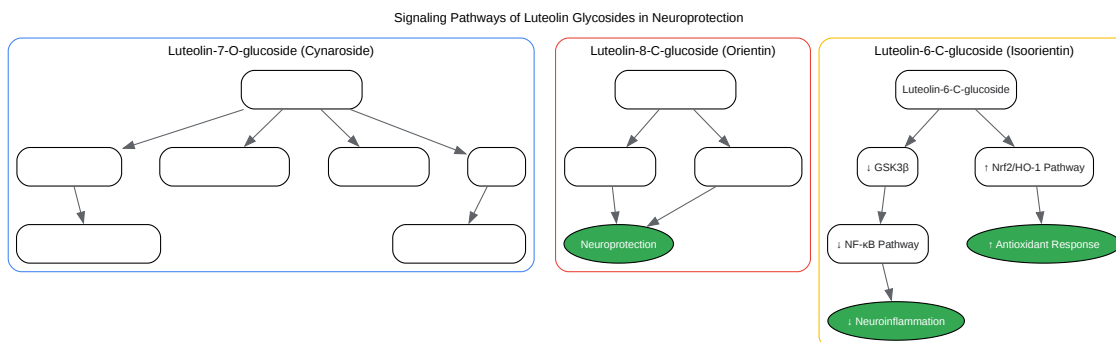 Signaling Pathways of Luteolin Glycosides in Neuroprotection
Luteolin-7-O-glucoside (Cynaroside)
Luteolin-8-C-glucoside (Orientin)
Neuroprotection
Luteolin-6-C-glucoside (Isoorientin)
Luteolin-6-C-glucoside
↓ GSK3β
↑ Nrf2/HO-1 Pathway
↓ NF-κB Pathway
↑ Antioxidant Response
↓ Neuroinflammation